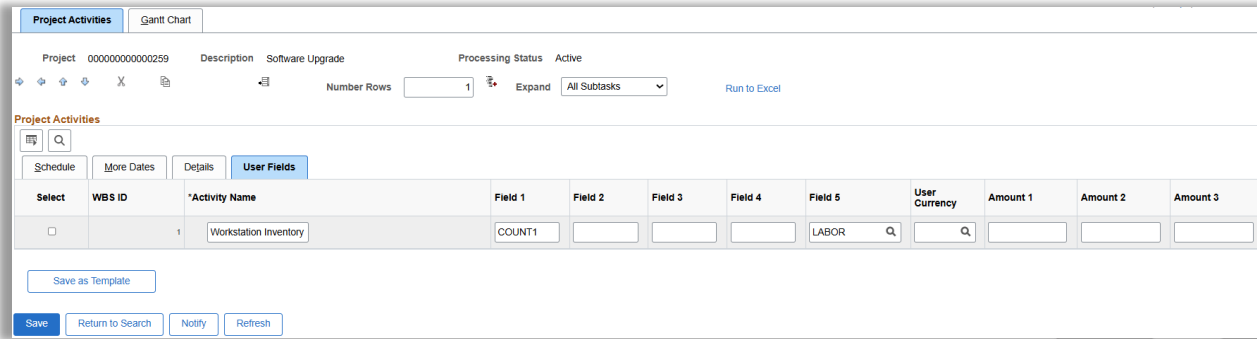 Project Activities Gantt Chart
Project 000000000000259 Description Software Upgrade Processing Status Active
Number Rows 1 Expand All Subtasks Run to Excel
Project Activities
Schedule More Dates Details User Fields
Select WBS ID *Activity Name Field 1 Field 2 Field 3 Field 4 Field 5 User Currency Amount 1 Amount 2 Amount 3
1 Workstation Inventory COUNT1 LABOR
Save as Template
Save Return to Search Notify Refresh